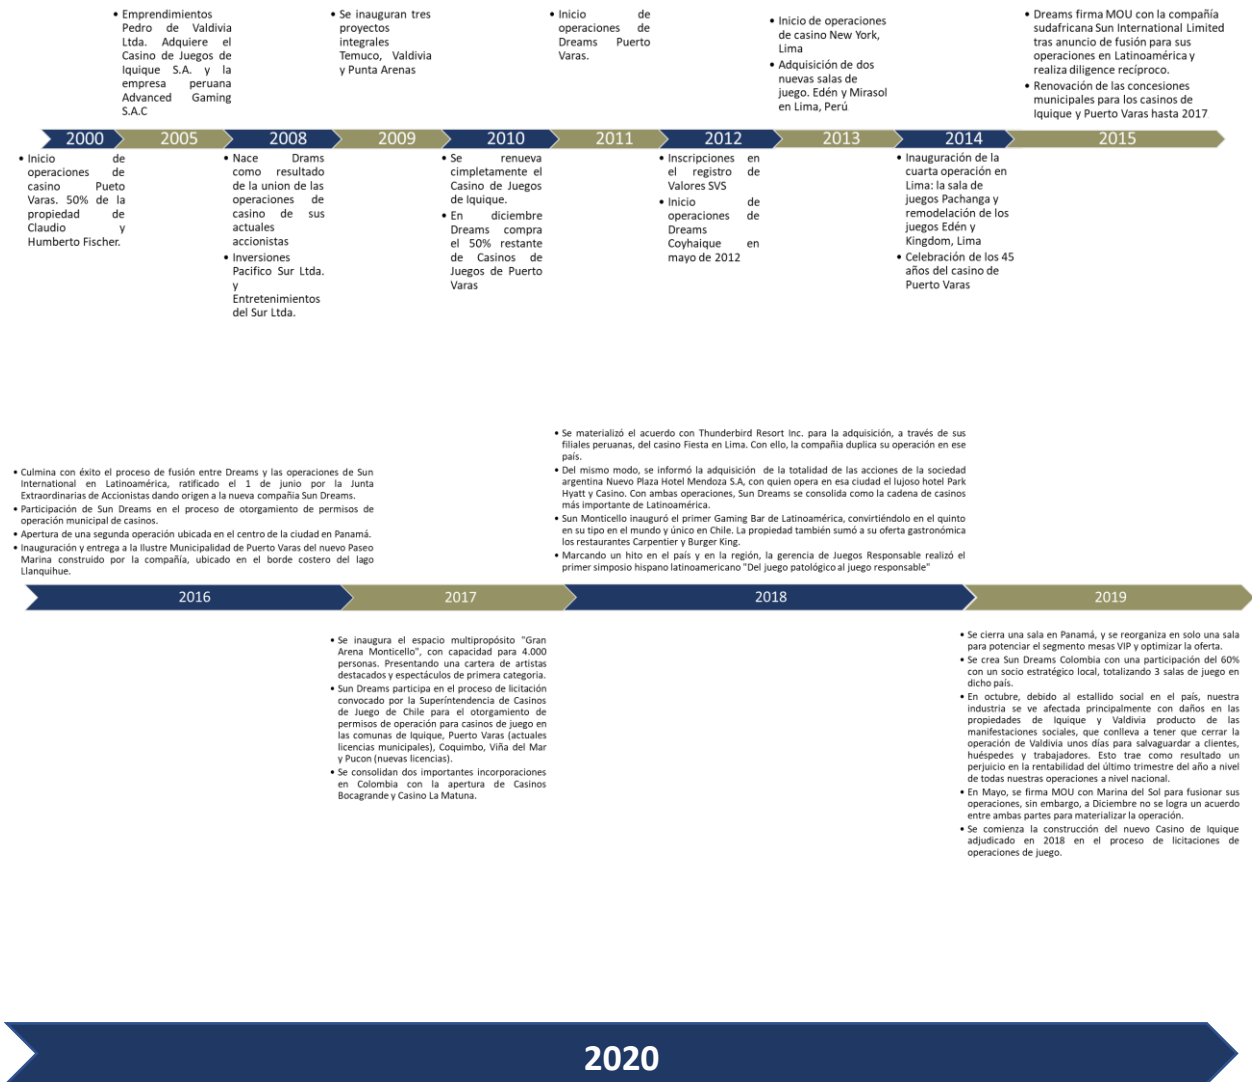 • Emprendimientos
Pedro de Valdivia
Ltda. Adquiere el
Casino de Juegos de
Iquique S.A. y la
empresa peruana
Advanced Gaming
S.A.C
• Se inauguran tres
proyectos
integrales
Temuco, Valdivia
y Punta Arenas
• Inicio de
operaciones de
Dreams Puerto
Varas.
• Inicio de operaciones
de casino New York,
Lima
• Adquisición de dos
nuevas salas de
juego. Edén y Mirasol
en Lima, Perú
• Dreams firma MOU con la compañía
sudafricana Sun International Limited
tras anuncio de fusión para sus
operaciones en Latinoamérica y
realiza diligence recíproco.
• Renovación de las concesiones
municipales para los casinos de
Iquique y Puerto Varas hasta 2017
2000 2005 2008 2009 2010 2011 2012 2013 2014 2015
• Inicio de
operaciones de
casino Pueto
Varas. 50% de la
propiedad de
Claudio y
Humberto Fischer.
• Nace Drams
como resultado
de la union de las
operaciones de
casino de sus
actuales
accionistas
• Inversiones
Pacifico Sur Ltda.
y
Entretenimientos
del Sur Ltda.
• Se renueva
cimpletamente el
Casino de Juegos
de Iquique.
• En diciembre
Dreams compra
el 50% restante
de Casinos de
Juegos de Puerto
Varas
• Inscripciones en
el registro de
Valores SVS
• Inicio de
operaciones de
Dreams
Coyhaique en
mayo de 2012
• Inauguración de la
cuarta operación en
Lima: la sala de
juegos Pachanga y
remodelación de los
juegos Edén y
Kingdom, Lima
• Celebración de los 45
años del casino de
Puerto Varas
• Culmina con éxito el proceso de fusión entre Dreams y las operaciones de Sun
International en Latinoamérica, ratificado el 1 de junio por la Junta
Extraordinarias de Accionistas dando origen a la nueva compañia Sun Dreams.
• Participación de Sun Dreams en el proceso de otorgamiento de permisos de
operación municipal de casinos.
• Apertura de una segunda operación ubicada en el centro de la ciudad en Panamá.
• Inauguración y entrega a la Ilustre Municipalidad de Puerto Varas del nuevo Paseo
Marina construido por la compañía, ubicado en el borde costero del lago
Llanquihue.
• Se materializó el acuerdo con Thunderbird Resort Inc. para la adquisición, a través de sus
filiales peruanas, del casino Fiesta en Lima. Con ello, la compañia duplica su operación en ese
país.
• Del mismo modo, se informó la adquisición de la totalidad de las acciones de la sociedad
argentina Nuevo Plaza Hotel Mendoza S.A, con quien opera en esa ciudad el lujoso hotel Park
Hyatt y Casino. Con ambas operaciones, Sun Dreams se consolida como la cadena de casinos
más importante de Latinoamérica.
• Sun Monticello inauguró el primer Gaming Bar de Latinoamérica, convirtiéndolo en el quinto
en su tipo en el mundo y único en Chile. La propiedad también sumó a su oferta gastronómica
los restaurantes Carpentier y Burger King.
• Marcando un hito en el país y en la región, la gerencia de Juegos Responsable realizó el
primer simposio hispano latinoamericano "Del juego patológico al juego responsable"
2016 2017 2018 2019
• Se inaugura el espacio multipropósito "Gran
Arena Monticello", con capacidad para 4.000
personas. Presentando una cartera de artistas
destacados y espectáculos de primera categoria.
• Sun Dreams participa en el proceso de licitación
convocado por la Superintendencia de Casinos
de Juego de Chile para el otorgamiento de
permisos de operación para casinos de juego en
las comunas de Iquique, Puerto Varas (actuales
licencias municipales), Coquimbo, Viña del Mar
y Pucon (nuevas licencias).
• Se consolidan dos importantes incorporaciones
en Colombia con la apertura de Casinos
Bocagrande y Casino La Matuna.
• Se cierra una sala en Panamá, y se reorganiza en solo una sala
para potenciar el segmento mesas VIP y optimizar la oferta.
• Se crea Sun Dreams Colombia con una participación del 60%
con un socio estratégico local, totalizando 3 salas de juego en
dicho país.
• En octubre, debido al estallido social en el país, nuestra
industria se ve afectada principalmente con daños en las
propiedades de Iquique y Valdivia producto de las
manifestaciones sociales, que conlleva a tener que cerrar la
operación de Valdivia unos días para salvaguardar a clientes,
huéspedes y trabajadores. Esto trae como resultado un
perjuicio en la rentabilidad del último trimestre del año a nivel
de todas nuestras operaciones a nivel nacional.
• En Mayo, se firma MOU con Marina del Sol para fusionar sus
operaciones, sin embargo, a Diciembre no se logra un acuerdo
entre ambas partes para materializar la operación.
• Se comienza la construcción del nuevo Casino de Iquique
adjudicado en 2018 en el proceso de licitaciones de
operaciones de juego.
2020